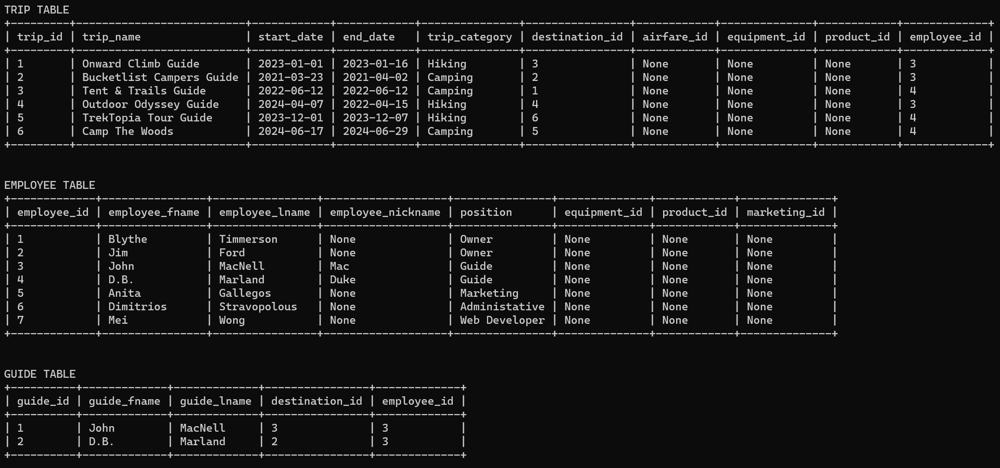 TRIP TABLE
+---------+--------------------------+------------+------------+---------------+----------------+------------+--------------+------------+-------------+
| trip_id | trip_name                | start_date | end_date   | trip_category | destination_id | airfare_id | equipment_id | product_id | employee_id |
+---------+--------------------------+------------+------------+---------------+----------------+------------+--------------+------------+-------------+
| 1       | Onward Climb Guide       | 2023-01-01 | 2023-01-16 | Hiking        | 3              | None       | None         | None       | 3           |
| 2       | Bucketlist Campers Guide | 2021-03-23 | 2021-04-02 | Camping       | 2              | None       | None         | None       | 3           |
| 3       | Tent & Trails Guide      | 2022-06-12 | 2022-06-12 | Camping       | 1              | None       | None         | None       | 4           |
| 4       | Outdoor Odyssey Guide    | 2024-04-07 | 2022-04-15 | Hiking        | 4              | None       | None         | None       | 3           |
| 5       | TrekTopia Tour Guide     | 2023-12-01 | 2023-12-07 | Hiking        | 6              | None       | None         | None       | 4           |
| 6       | Camp The Woods           | 2024-06-17 | 2024-06-29 | Camping       | 5              | None       | None         | None       | 4           |
+---------+--------------------------+------------+------------+---------------+----------------+------------+--------------+------------+-------------+
EMPLOYEE TABLE
+-------------+----------------+----------------+-------------------+---------------+--------------+------------+--------------+
| employee_id | employee_fname | employee_lname | employee_nickname | position      | equipment_id | product_id | marketing_id |
+-------------+----------------+----------------+-------------------+---------------+--------------+------------+--------------+
| 1           | Blythe         | Timmerson      | None              | Owner         | None         | None       | None         |
| 2           | Jim            | Ford           | None              | Owner         | None         | None       | None         |
| 3           | John           | MacNell        | Mac               | Guide         | None         | None       | None         |
| 4           | D.B.           | Marland        | Duke              | Guide         | None         | None       | None         |
| 5           | Anita          | Gallegos       | None              | Marketing     | None         | None       | None         |
| 6           | Dimitrios      | Stravopolous   | None              | Administative | None         | None       | None         |
| 7           | Mei            | Wong           | None              | Web Developer | None         | None       | None         |
+-------------+----------------+----------------+-------------------+---------------+--------------+------------+--------------+
GUIDE TABLE
+----------+-------------+-------------+----------------+-------------+
| guide_id | guide_fname | guide_lname | destination_id | employee_id |
+----------+-------------+-------------+----------------+-------------+
| 1        | John        | MacNell     | 3              | 3           |
| 2        | D.B.        | Marland     | 2              | 3           |
+----------+-------------+-------------+----------------+-------------+